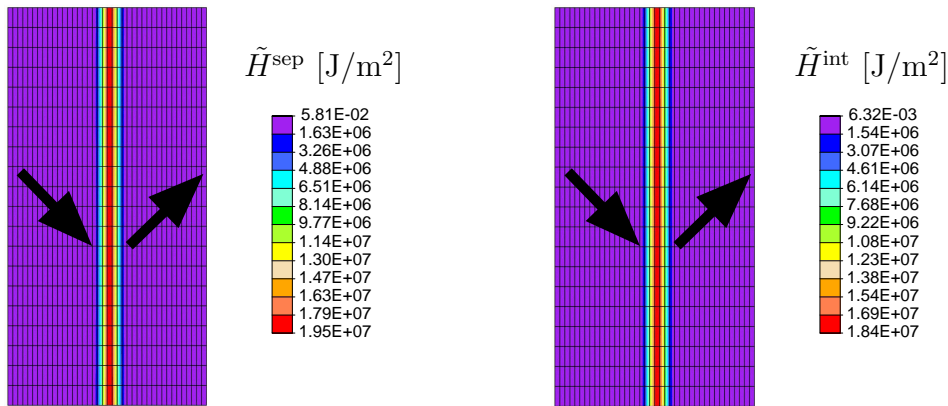 H̃^sep [J/m²]
5.81E-02
1.63E+06
3.26E+06
4.88E+06
6.51E+06
8.14E+06
9.77E+06
1.14E+07
1.30E+07
1.47E+07
1.63E+07
1.79E+07
1.95E+07
H̃^int [J/m²]
6.32E-03
1.54E+06
3.07E+06
4.61E+06
6.14E+06
7.68E+06
9.22E+06
1.08E+07
1.23E+07
1.38E+07
1.54E+07
1.69E+07
1.84E+07